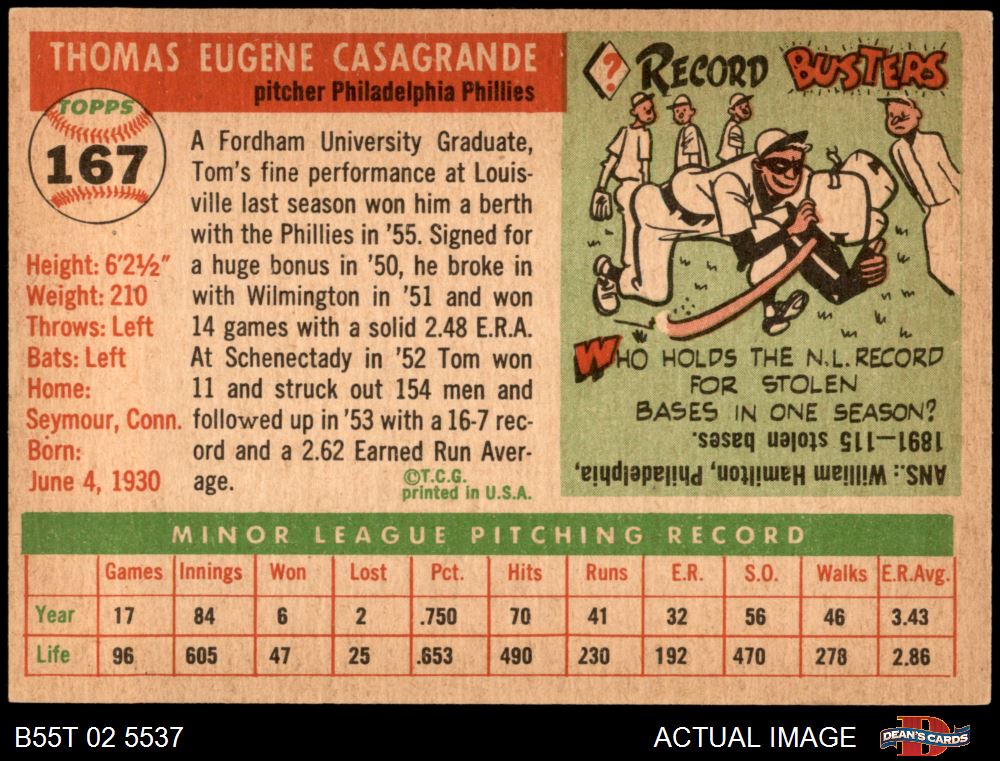 THOMAS EUGENE CASAGRANDE
pitcher Philadelphia Phillies
TOPPS
167
Height: 6'2½"
Weight: 210
Throws: Left
Bats: Left
Home:
Seymour, Conn.
Born:
June 4, 1930
A Fordham University Graduate,
Tom's fine performance at Louis-
ville last season won him a berth
with the Phillies in '55. Signed for
a huge bonus in '50, he broke in
with Wilmington in '51 and won
14 games with a solid 2.48 E.R.A.
At Schenectady in '52 Tom won
11 and struck out 154 men and
followed up in '53 with a 16-7 rec-
ord and a 2.62 Earned Run Aver-
age.
©T.C.G.
printed in U.S.A.
? RECORD BUSTERS
WHO HOLDS THE N.L. RECORD
FOR STOLEN
BASES IN ONE SEASON?
ANS.: William Hamilton, Philadelphia,
1891—115 stolen bases.
MINOR LEAGUE PITCHING RECORD
Games Innings Won Lost Pct. Hits Runs E.R. S.O. Walks E.R.Avg.
Year 17 84 6 2 .750 70 41 32 56 46 3.43
Life 96 605 47 25 .653 490 230 192 470 278 2.86
B55T 02 5537
ACTUAL IMAGE
D
DEAN'S CARDS